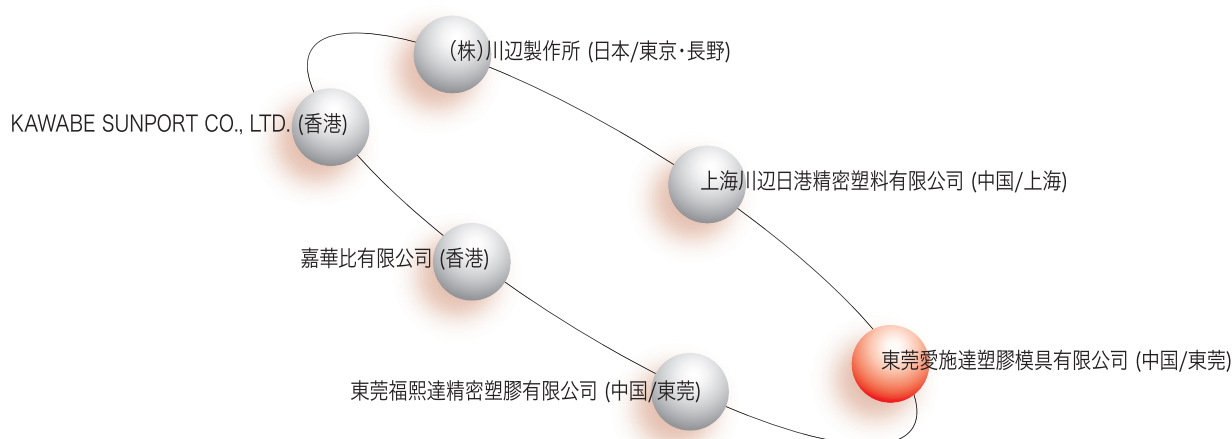 (株)川辺製作所 (日本/東京･長野)
KAWABE SUNPORT CO., LTD. (香港)
上海川辺日港精密塑料有限公司 (中国/上海)
嘉華比有限公司 (香港)
東莞愛施達塑膠模具有限公司 (中国/東莞)
東莞福熙達精密塑膠有限公司 (中国/東莞)